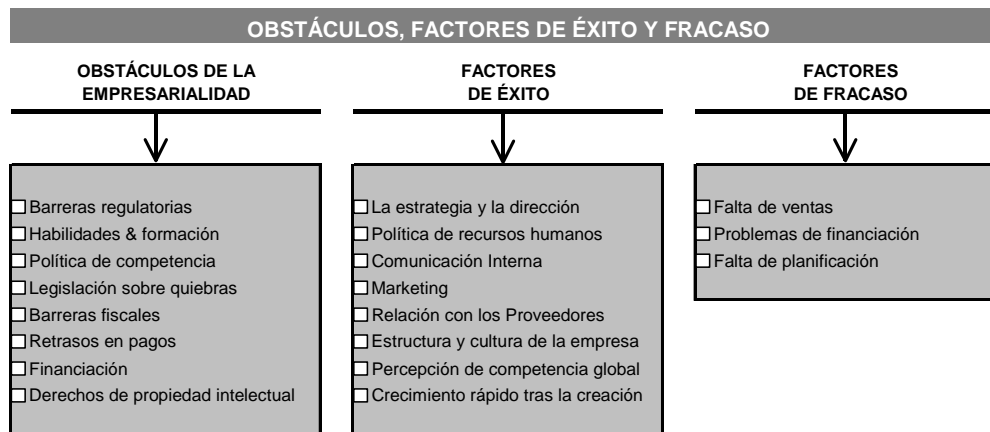 OBSTÁCULOS, FACTORES DE ÉXITO Y FRACASO
OBSTÁCULOS DE LA
EMPRESARIALIDAD
Barreras regulatorias
Habilidades & formación
Política de competencia
Legislación sobre quiebras
Barreras fiscales
Retrasos en pagos
Financiación
Derechos de propiedad intelectual
FACTORES
DE ÉXITO
La estrategia y la dirección
Política de recursos humanos
Comunicación Interna
Marketing
Relación con los Proveedores
Estructura y cultura de la empresa
Percepción de competencia global
Crecimiento rápido tras la creación
FACTORES
DE FRACASO
Falta de ventas
Problemas de financiación
Falta de planificación